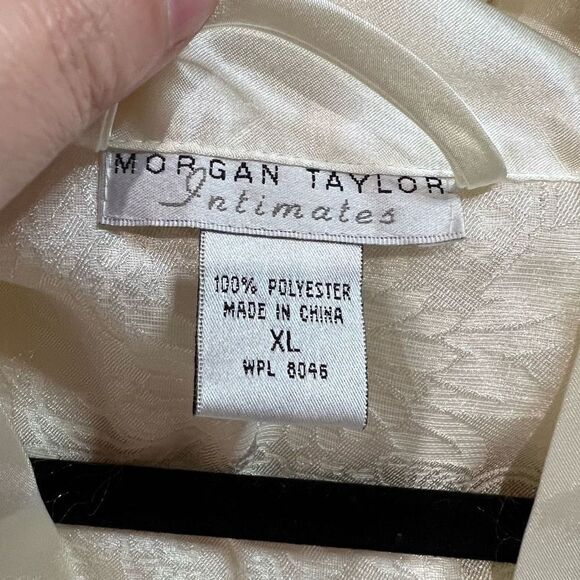 MORGAN TAYLOR
Intimates
100% POLYESTER
MADE IN CHINA
XL
WPL 8046